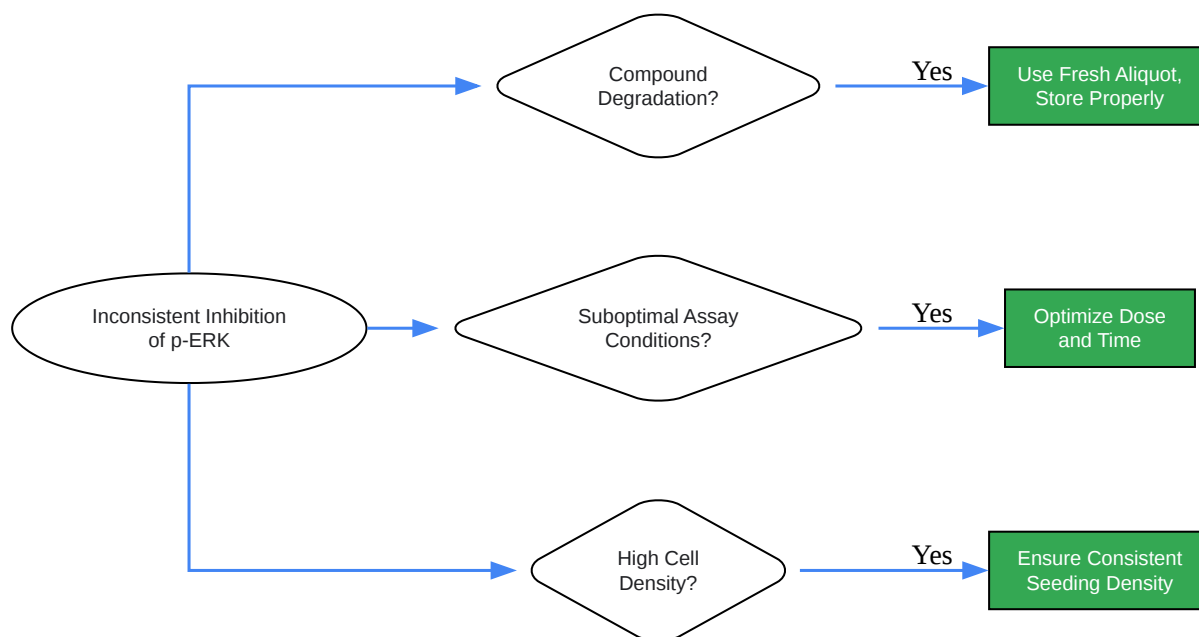 Compound
Degradation?
Yes
Use Fresh Aliquot,
Store Properly
Inconsistent Inhibition
of p-ERK
Suboptimal Assay
Conditions?
Yes
Optimize Dose
and Time
High Cell
Density?
Yes
Ensure Consistent
Seeding Density